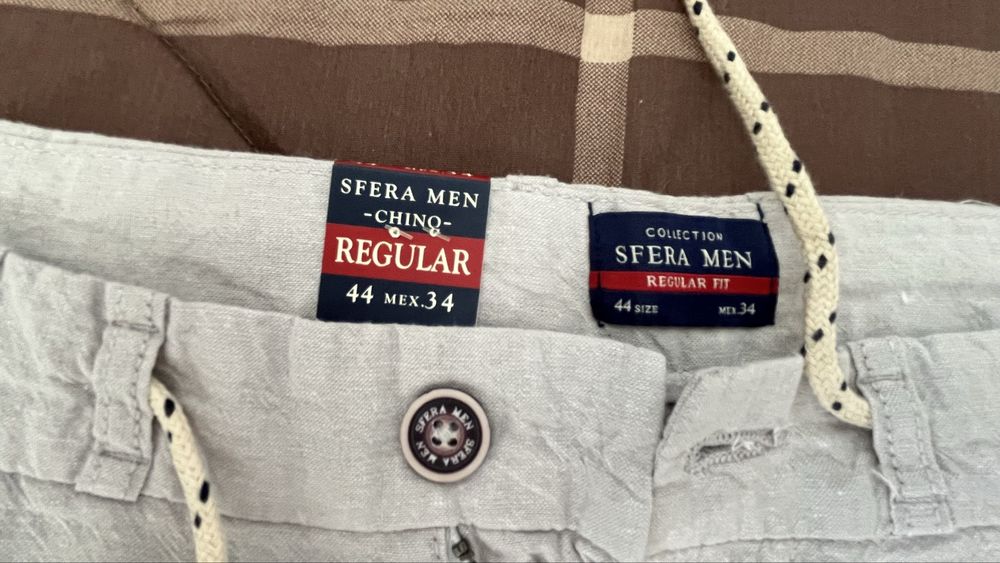 SFERA MEN
-CHINO-
REGULAR
44 MEX.34
COLLECTION
SFERA MEN
REGULAR FIT
44 SIZE MEX.34
SFERA MEN SFERA MEN